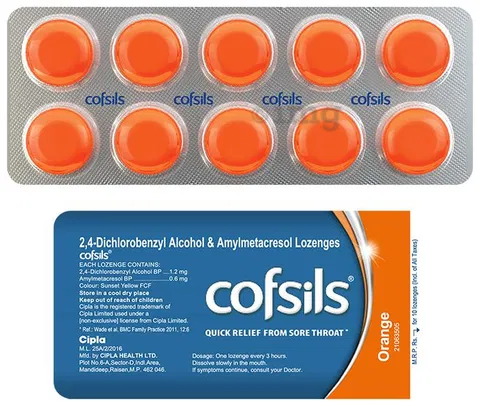 cofsils cofsils cofsils cofsils
1mg
2,4-Dichlorobenzyl Alcohol & Amylmetacresol Lozenges
cofsils®
EACH LOZENGE CONTAINS:
2,4-Dichlorobenzyl Alcohol BP ....1.2 mg
Amylmetacresol BP ..................0.6 mg
Colour: Sunset Yellow FCF
Store in a cool dry place
Keep out of reach of children
Cipla is the registered trademark of
Cipla Limited used under a
[non-exclusive] license from Cipla Limited.
* Ref.: Wade et al. BMC Family Practice 2011, 12:6
Cipla
M.L. 25A/2/2016
Mfd. by CIPLA HEALTH LTD.
Plot No.6-A,Sector-D,Indl.Area,
Mandideep,Raisen,M.P. 462 046.
cofsils®
QUICK RELIEF FROM SORE THROAT*
Dosage: One lozenge every 3 hours.
Dissolve slowly in the mouth.
If symptoms continue, consult your Doctor.
Orange
21063505
M.R.P. Rs. → for 10 lozenges (Incl. of All Taxes)